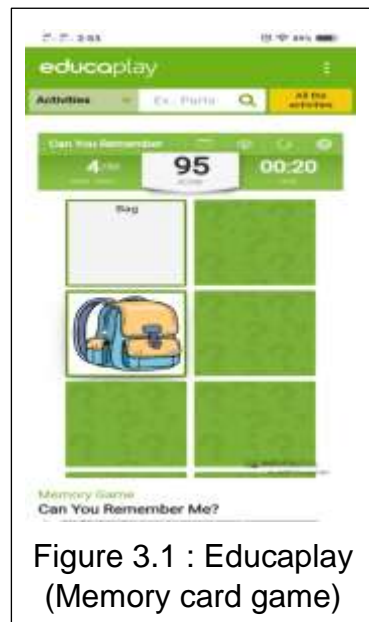 educaplay
Activities
All the
activities
Can You Remember
4
95
00:20
Bag
Memory Game
Can You Remember Me?
Figure 3.1 : Educaplay
(Memory card game)